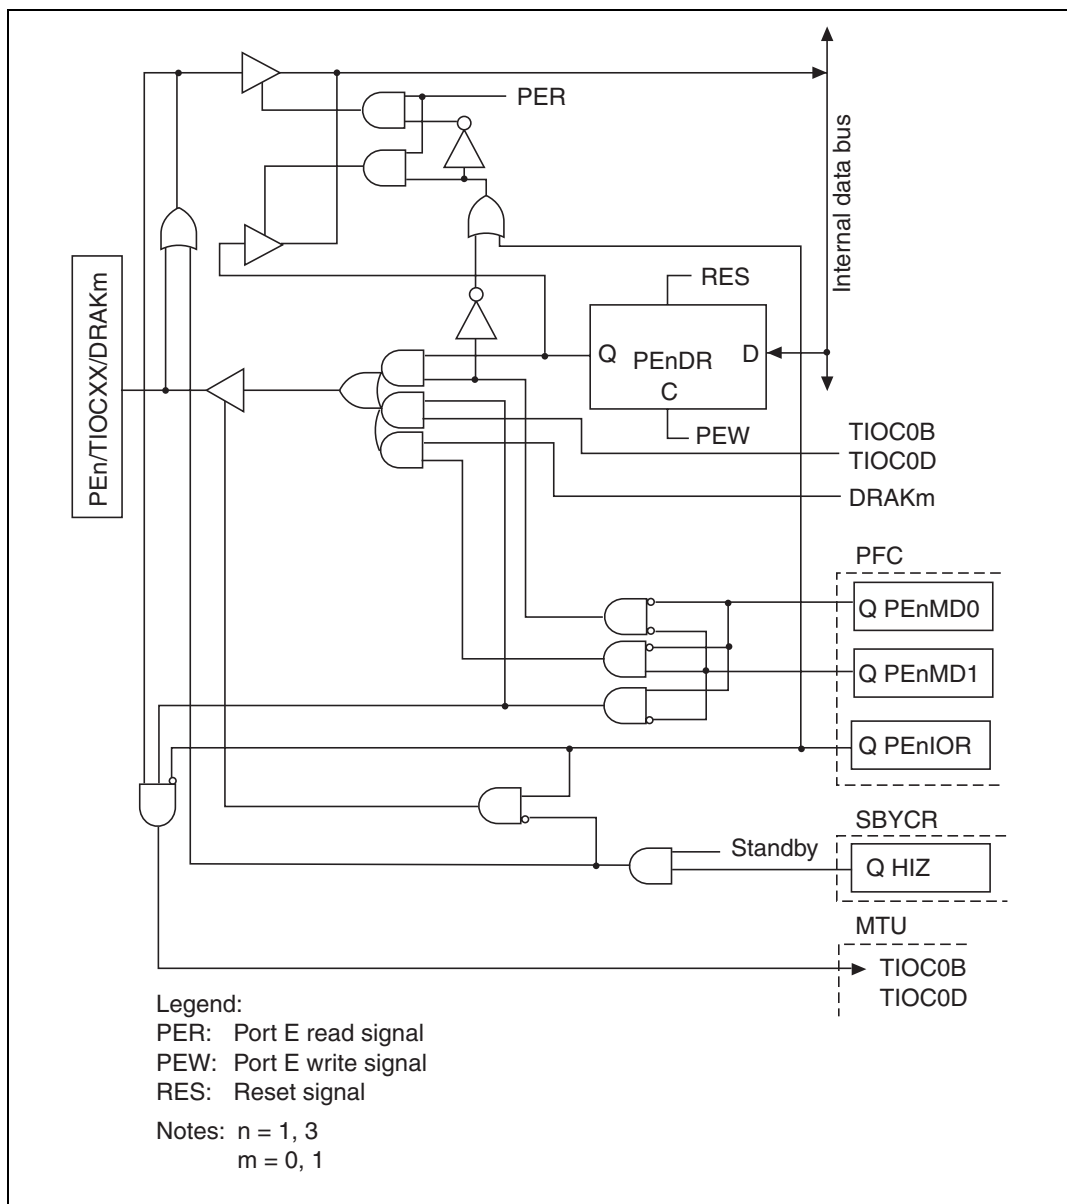 PER
Internal data bus
PEn/TIOCXX/DRAKm
RES
Q PEnDR D
C
PEW
TIOC0B
TIOC0D
DRAKm
PFC
Q PEnMD0
Q PEnMD1
Q PEnIOR
SBYCR
Standby
Q HIZ
MTU
TIOC0B
TIOC0D
Legend:
PER: Port E read signal
PEW: Port E write signal
RES: Reset signal
Notes: n = 1, 3
m = 0, 1